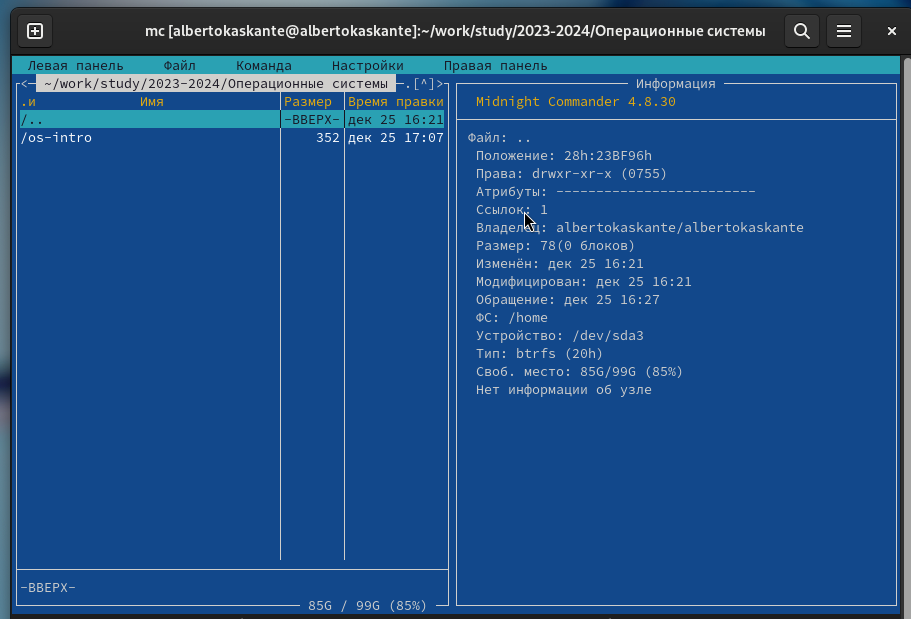 mc [albertokaskante@albertokaskante]:~/work/study/2023-2024/Операционные системы
Левая панель Файл Команда Настройки Правая панель
<- ~/work/study/2023-2024/Операционные системы -.[^]>
.и Имя Размер Время правки
/.. -ВВЕРХ- дек 25 16:21
/os-intro 352 дек 25 17:07
-ВВЕРХ-
85G / 99G (85%)
Информация
Midnight Commander 4.8.30
Файл: ..
Положение: 28h:23BF96h
Права: drwxr-xr-x (0755)
Атрибуты: -------------------------
Ссылок: 1
Владелец: albertokaskante/albertokaskante
Размер: 78(0 блоков)
Изменён: дек 25 16:21
Модифицирован: дек 25 16:21
Обращение: дек 25 16:27
ФС: /home
Устройство: /dev/sda3
Тип: btrfs (20h)
Своб. место: 85G/99G (85%)
Нет информации об узле